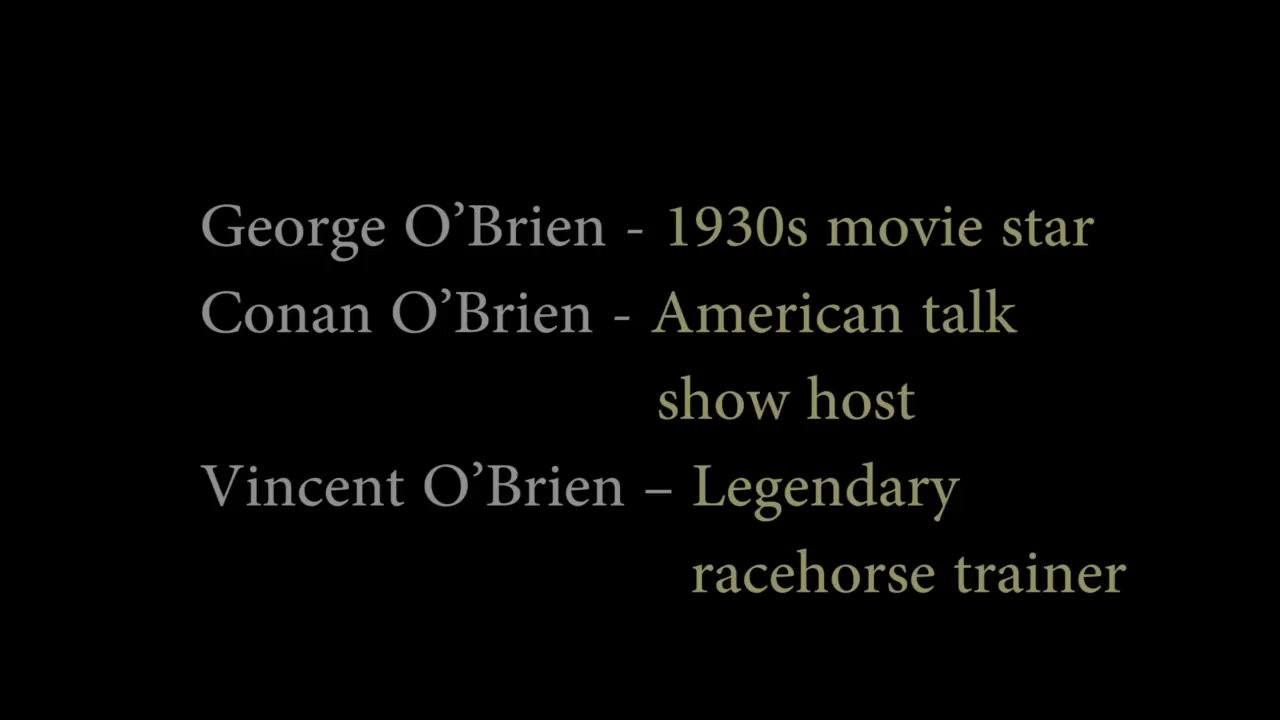 George O’Brien - 1930s movie star
Conan O’Brien - American talk
show host
Vincent O’Brien – Legendary
racehorse trainer